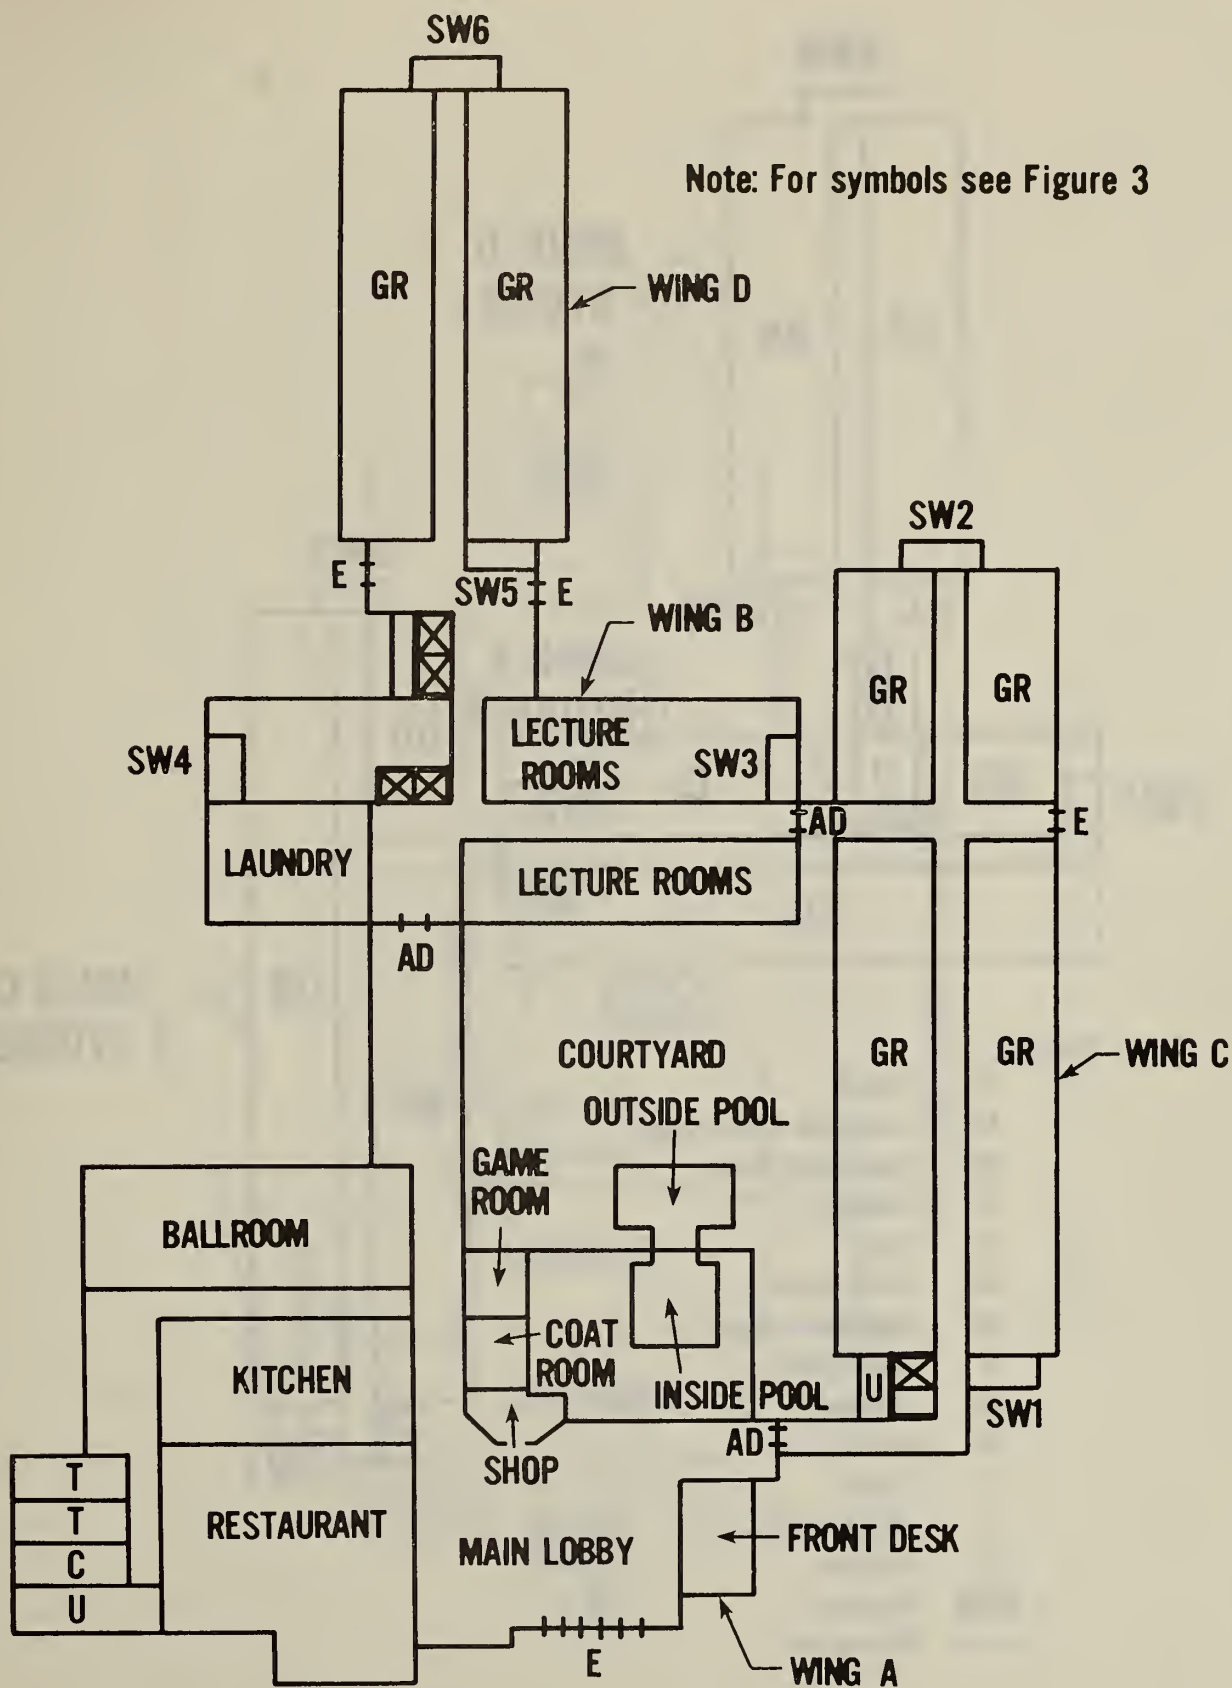 SW6
Note: For symbols see Figure 3
GR
GR
WING D
SW2
E
SW5
E
WING B
GR
GR
LECTURE
ROOMS
SW4
SW3
AD
E
LAUNDRY
LECTURE ROOMS
AD
COURTYARD
GR
GR
WING C
OUTSIDE POOL
GAME
ROOM
BALLROOM
COAT
ROOM
KITCHEN
INSIDE POOL
U
SW1
AD
SHOP
T
T
RESTAURANT
MAIN LOBBY
FRONT DESK
C
U
E
WING A